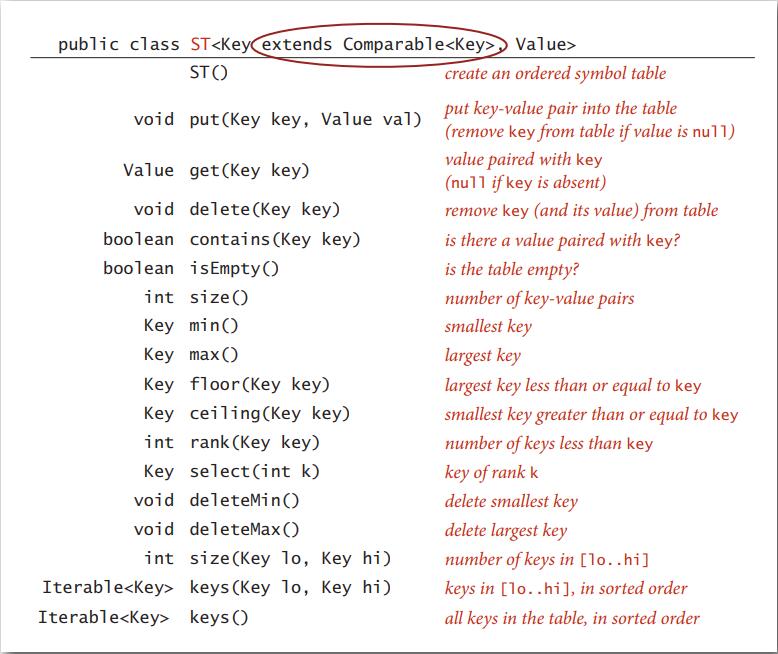 public class ST<Key extends Comparable<Key>, Value>
ST() create an ordered symbol table
void put(Key key, Value val) put key-value pair into the table
(remove key from table if value is null)
Value get(Key key) value paired with key
(null if key is absent)
void delete(Key key) remove key (and its value) from table
boolean contains(Key key) is there a value paired with key?
boolean isEmpty() is the table empty?
int size() number of key-value pairs
Key min() smallest key
Key max() largest key
Key floor(Key key) largest key less than or equal to key
Key ceiling(Key key) smallest key greater than or equal to key
int rank(Key key) number of keys less than key
Key select(int k) key of rank k
void deleteMin() delete smallest key
void deleteMax() delete largest key
int size(Key lo, Key hi) number of keys in [lo..hi]
Iterable<Key> keys(Key lo, Key hi) keys in [lo..hi], in sorted order
Iterable<Key> keys() all keys in the table, in sorted order